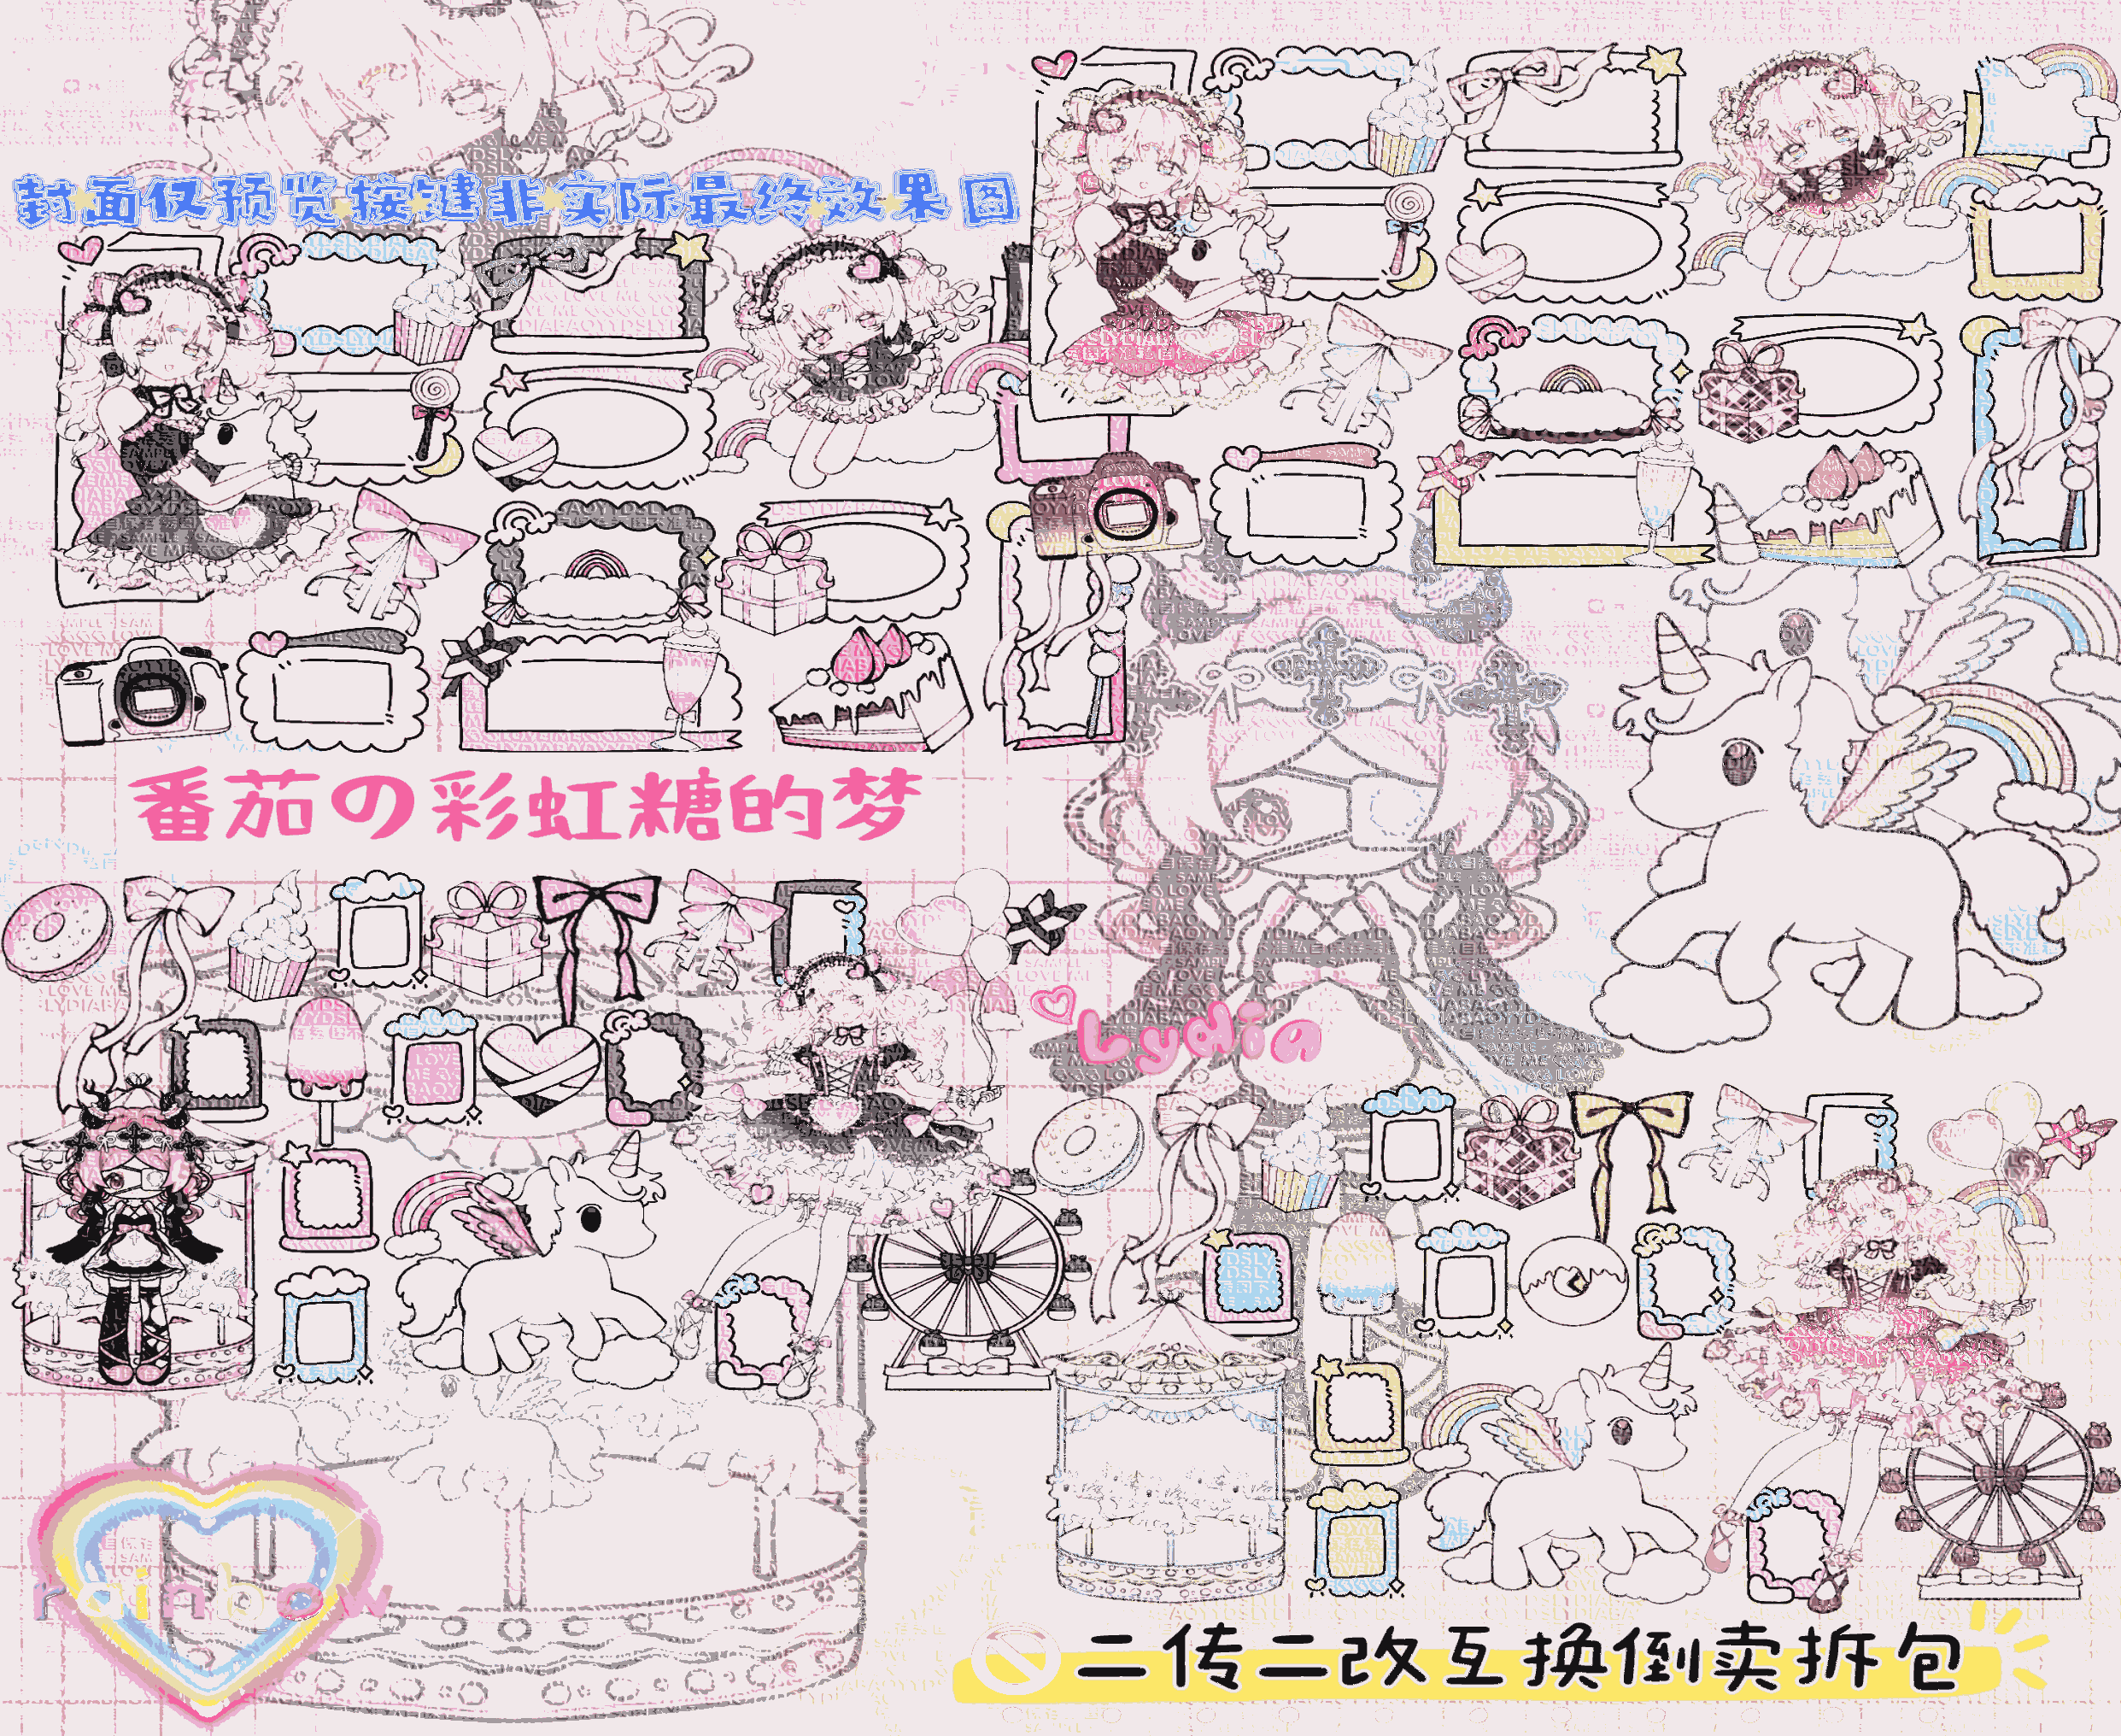 封面仅预览按键非实际最终效果图
番茄の彩虹糖的梦
Lydia
rainbow
二传二改互换倒卖拆包